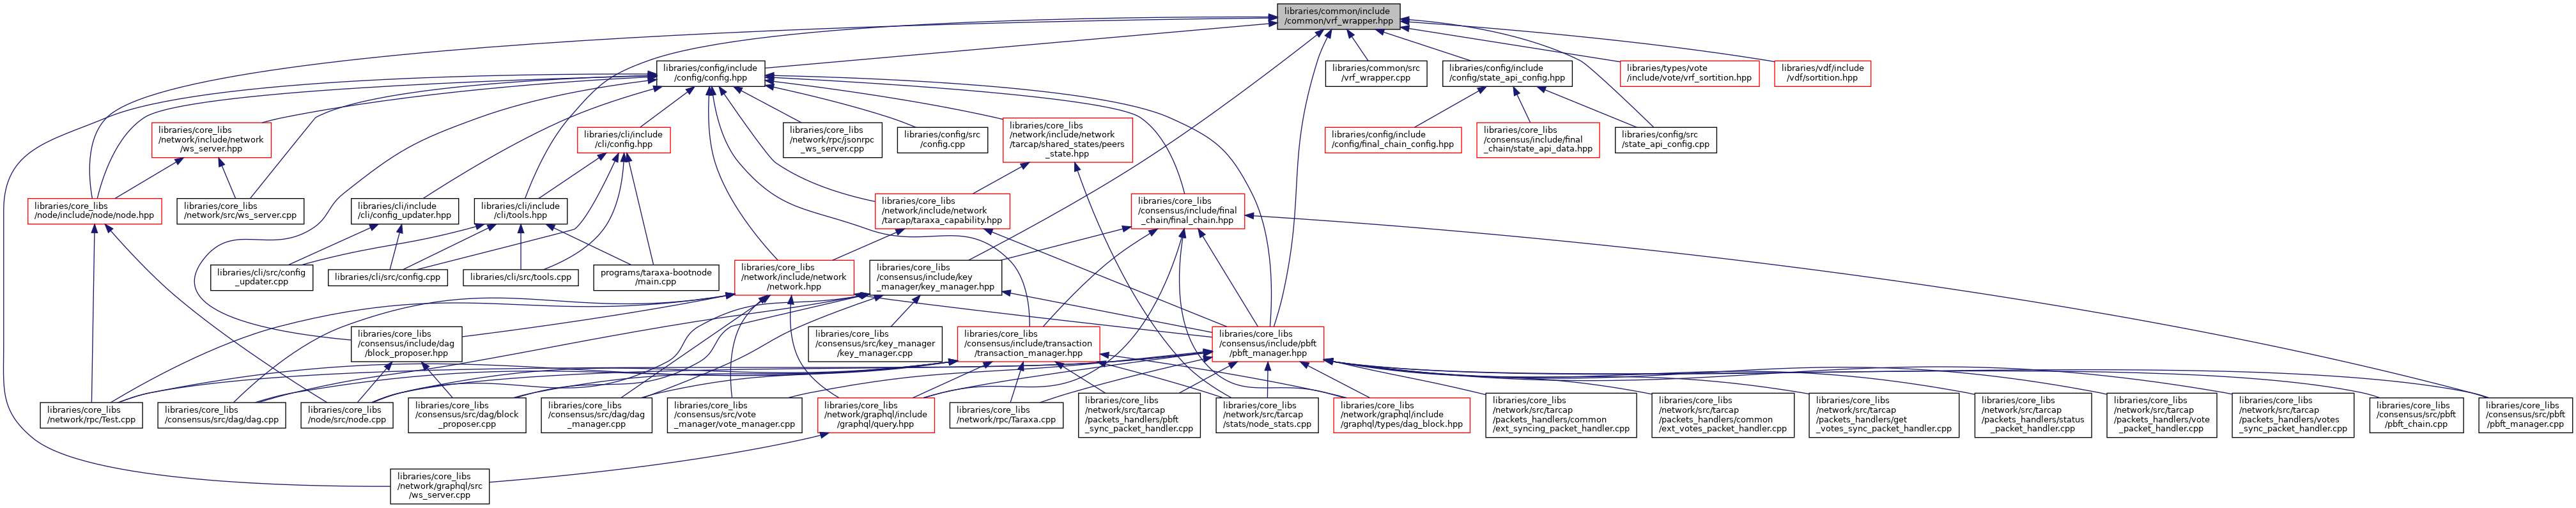 libraries/common/include
/common/vrf_wrapper.hpp
libraries/config/include
/config/config.hpp
libraries/common/src
/vrf_wrapper.cpp
libraries/config/include
/config/state_api_config.hpp
libraries/types/vote
/include/vote/vrf_sortition.hpp
libraries/vdf/include
/vdf/sortition.hpp
libraries/core_libs
/network/include/network
/ws_server.hpp
libraries/cli/include
/cli/config.hpp
libraries/core_libs
/network/rpc/jsonrpc
_ws_server.cpp
libraries/config/src
/config.cpp
libraries/core_libs
/network/include/network
/tarcap/shared_states/peers
_state.hpp
libraries/config/include
/config/final_chain_config.hpp
libraries/core_libs
/consensus/include/final
_chain/state_api_data.hpp
libraries/config/src
/state_api_config.cpp
libraries/core_libs
/node/include/node/node.hpp
libraries/core_libs
/network/src/ws_server.cpp
libraries/cli/include
/cli/config_updater.hpp
libraries/cli/include
/cli/tools.hpp
libraries/core_libs
/network/include/network
/tarcap/taraxa_capability.hpp
libraries/core_libs
/consensus/include/final
_chain/final_chain.hpp
libraries/cli/src/config
_updater.cpp
libraries/cli/src/config.cpp
libraries/cli/src/tools.cpp
programs/taraxa-bootnode
/main.cpp
libraries/core_libs
/network/include/network
/network.hpp
libraries/core_libs
/consensus/include/key
_manager/key_manager.hpp
libraries/core_libs
/consensus/include/dag
/block_proposer.hpp
libraries/core_libs
/consensus/src/key_manager
/key_manager.cpp
libraries/core_libs
/consensus/include/transaction
/transaction_manager.hpp
libraries/core_libs
/consensus/include/pbft
/pbft_manager.hpp
libraries/core_libs
/network/rpc/Test.cpp
libraries/core_libs
/consensus/src/dag/dag.cpp
libraries/core_libs
/node/src/node.cpp
libraries/core_libs
/consensus/src/dag/block
_proposer.cpp
libraries/core_libs
/consensus/src/dag/dag
_manager.cpp
libraries/core_libs
/consensus/src/vote
_manager/vote_manager.cpp
libraries/core_libs
/network/graphql/include
/graphql/query.hpp
libraries/core_libs
/network/rpc/Taraxa.cpp
libraries/core_libs
/network/src/tarcap
/packets_handlers/pbft
_sync_packet_handler.cpp
libraries/core_libs
/network/src/tarcap
/stats/node_stats.cpp
libraries/core_libs
/network/graphql/include
/graphql/types/dag_block.hpp
libraries/core_libs
/network/src/tarcap
/packets_handlers/common
/ext_syncing_packet_handler.cpp
libraries/core_libs
/network/src/tarcap
/packets_handlers/common
/ext_votes_packet_handler.cpp
libraries/core_libs
/network/src/tarcap
/packets_handlers/get
_votes_sync_packet_handler.cpp
libraries/core_libs
/network/src/tarcap
/packets_handlers/status
_packet_handler.cpp
libraries/core_libs
/network/src/tarcap
/packets_handlers/vote
_packet_handler.cpp
libraries/core_libs
/network/src/tarcap
/packets_handlers/votes
_sync_packet_handler.cpp
libraries/core_libs
/consensus/src/pbft
/pbft_chain.cpp
libraries/core_libs
/consensus/src/pbft
/pbft_manager.cpp
libraries/core_libs
/network/graphql/src
/ws_server.cpp